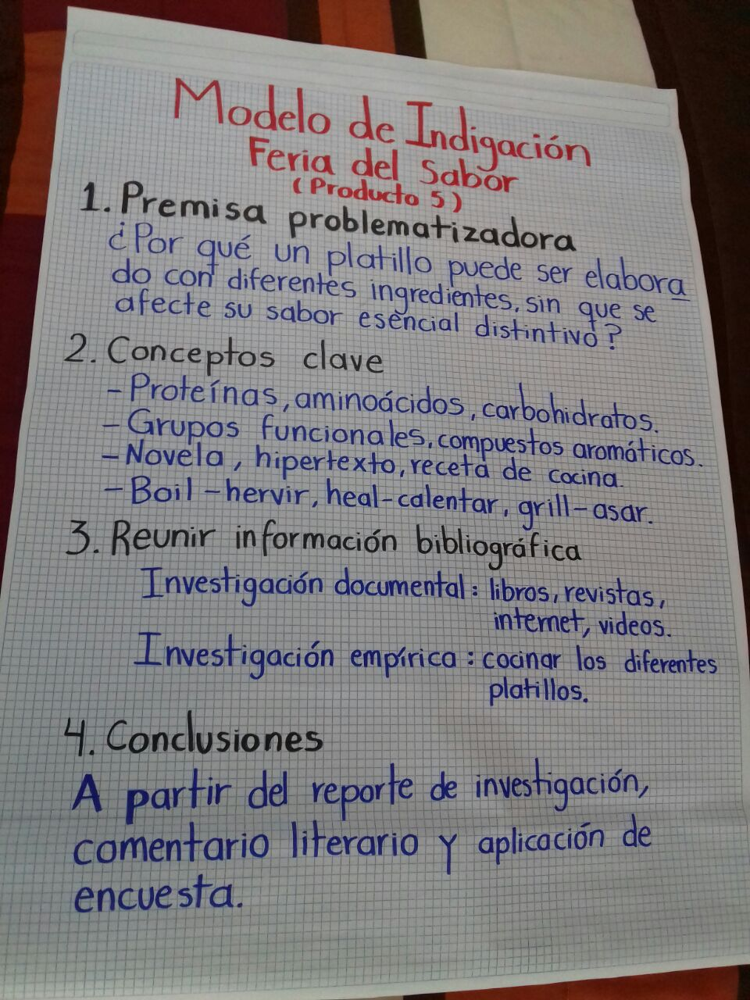 Modelo de Indigación
Feria del Sabor
(Producto 5)
1. Premisa problematizadora
¿Por qué un platillo puede ser elabora
do con diferentes ingredientes, sin que se
afecte su sabor esencial distintivo?
2. Conceptos clave
- Proteínas, aminoácidos, carbohidratos.
- Grupos funcionales, compuestos aromáticos.
- Novela, hipertexto, receta de cocina.
- Boil - hervir, heal - calentar, grill - asar.
3. Reunir información bibliográfica
Investigación documental: libros, revistas,
internet, videos.
Investigación empírica: cocinar los diferentes
platillos.
4. Conclusiones
A partir del reporte de investigación,
comentario literario y aplicación de
encuesta.